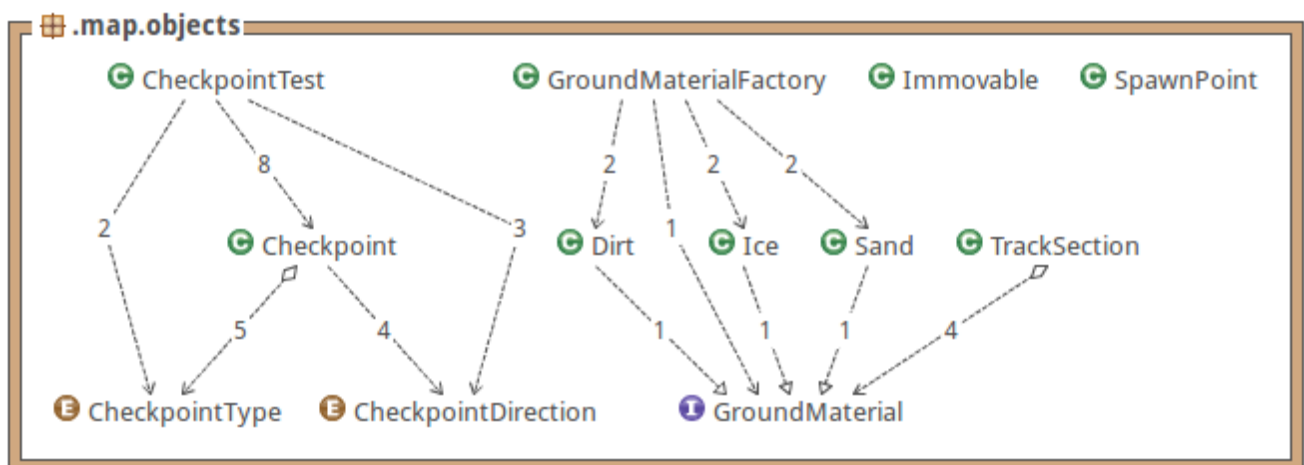 .map.objects
C CheckpointTest C GroundMaterialFactory C Immovable C SpawnPoint
8 2 2 2
2 3 1
C Checkpoint C Dirt C Ice C Sand C TrackSection
5 4 1 1 1 4
E CheckpointType E CheckpointDirection I GroundMaterial